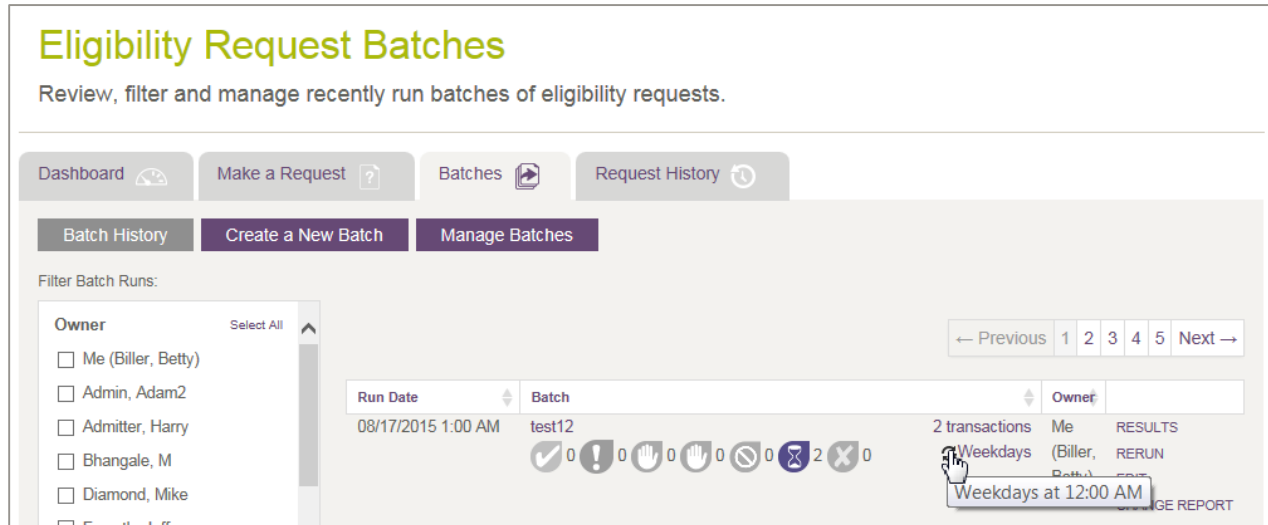 Eligibility Request Batches
Review, filter and manage recently run batches of eligibility requests.
Dashboard Make a Request ? Batches Request History
Batch History Create a New Batch Manage Batches
Filter Batch Runs:
Owner Select All
Me (Biller, Betty)
Admin, Adam2
Admitter, Harry
Bhangale, M
Diamond, Mike
← Previous 1 2 3 4 5 Next →
Run Date Batch Owner
08/17/2015 1:00 AM test12 2 transactions Me RESULTS
0 ! 0 0 0 0 2 0 Weekdays (Biller, RERUN
Betty) EDIT
Weekdays at 12:00 AM
CHANGE REPORT